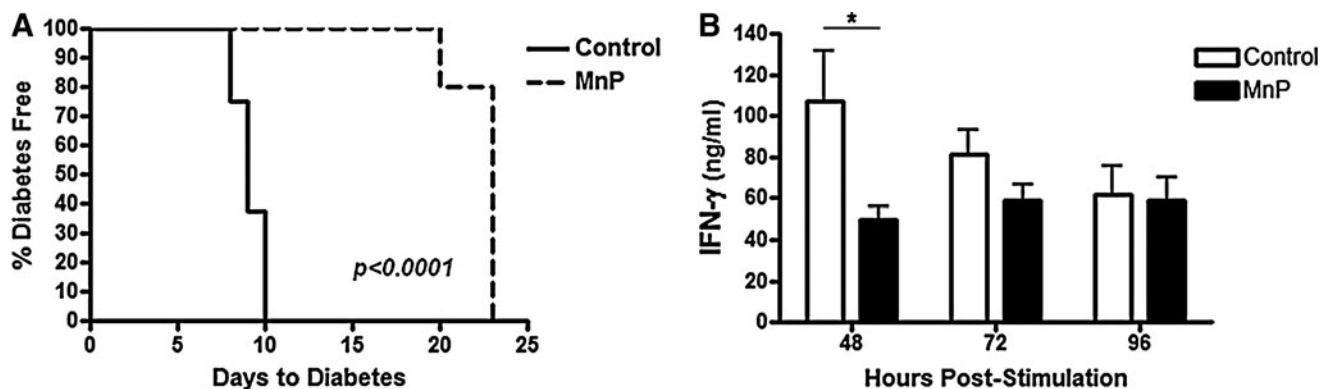 A
% Diabetes Free
100
90
80
70
60
50
40
30
20
10
0
0 5 10 15 20 25
Days to Diabetes
Control
MnP
p<0.0001
B
IFN-γ (ng/ml)
140
120
100
80
60
40
20
0
*
48 72 96
Hours Post-Stimulation
Control
MnP